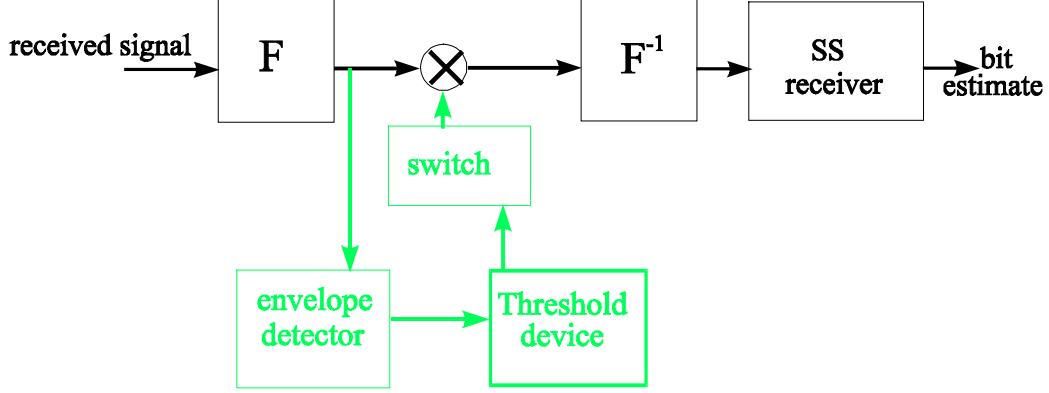 received signal
F
F-1
SS
receiver
bit
estimate
switch
envelope
detector
Threshold
device